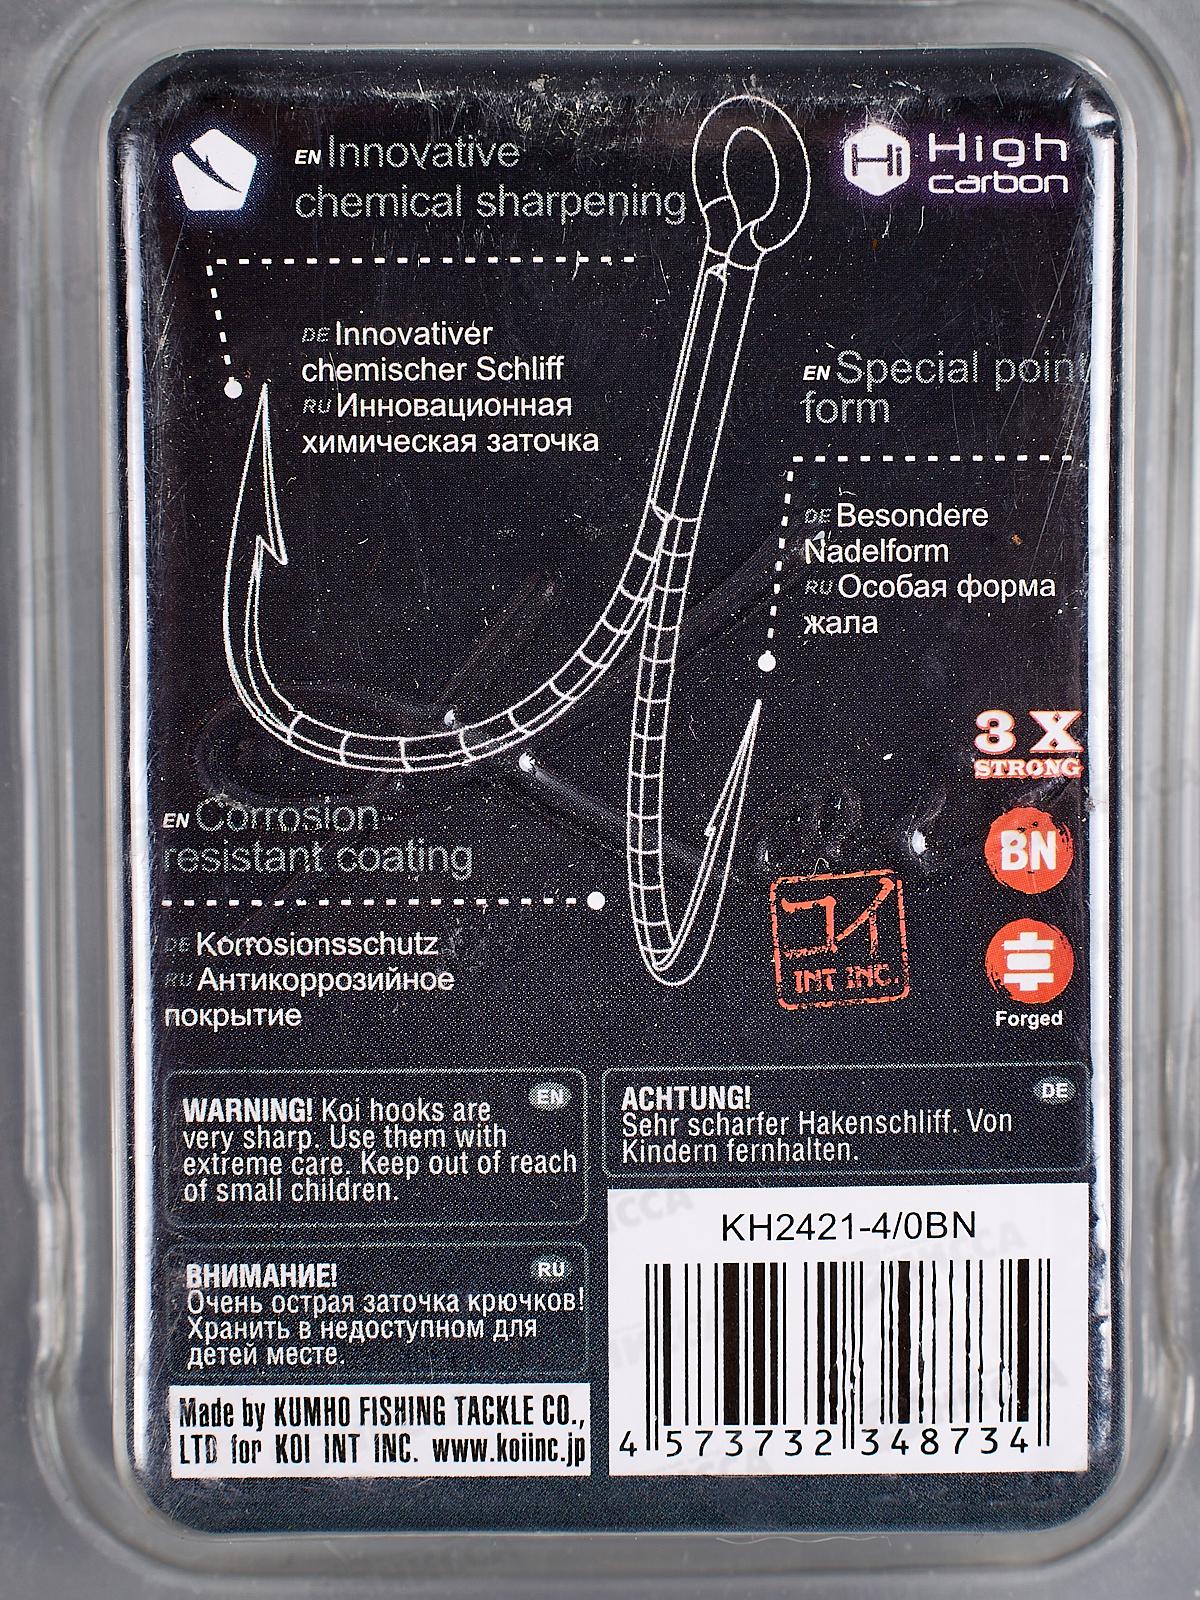 EN Innovative
chemical sharpening
Hi High
carbon
DE Innovativer
chemischer Schliff
RU Инновационная
химическая заточка
EN Special point
form
DE Besondere
Nadelform
RU Особая форма
жала
3 X
STRONG
BN
EN Corrosion-
resistant coating
DE Korrosionsschutz
RU Антикоррозийное
покрытие
INT INC.
Forged
EN
WARNING! Koi hooks are
very sharp. Use them with
extreme care. Keep out of reach
of small children.
DE
ACHTUNG!
Sehr scharfer Hakenschliff. Von
Kindern fernhalten.
RU
ВНИМАНИЕ!
Очень острая заточка крючков!
Хранить в недоступном для
детей месте.
KH2421-4/0BN
4 573732 348734
Made by KUMHO FISHING TACKLE CO.,
LTD for KOI INT INC. www.koiinc.jp